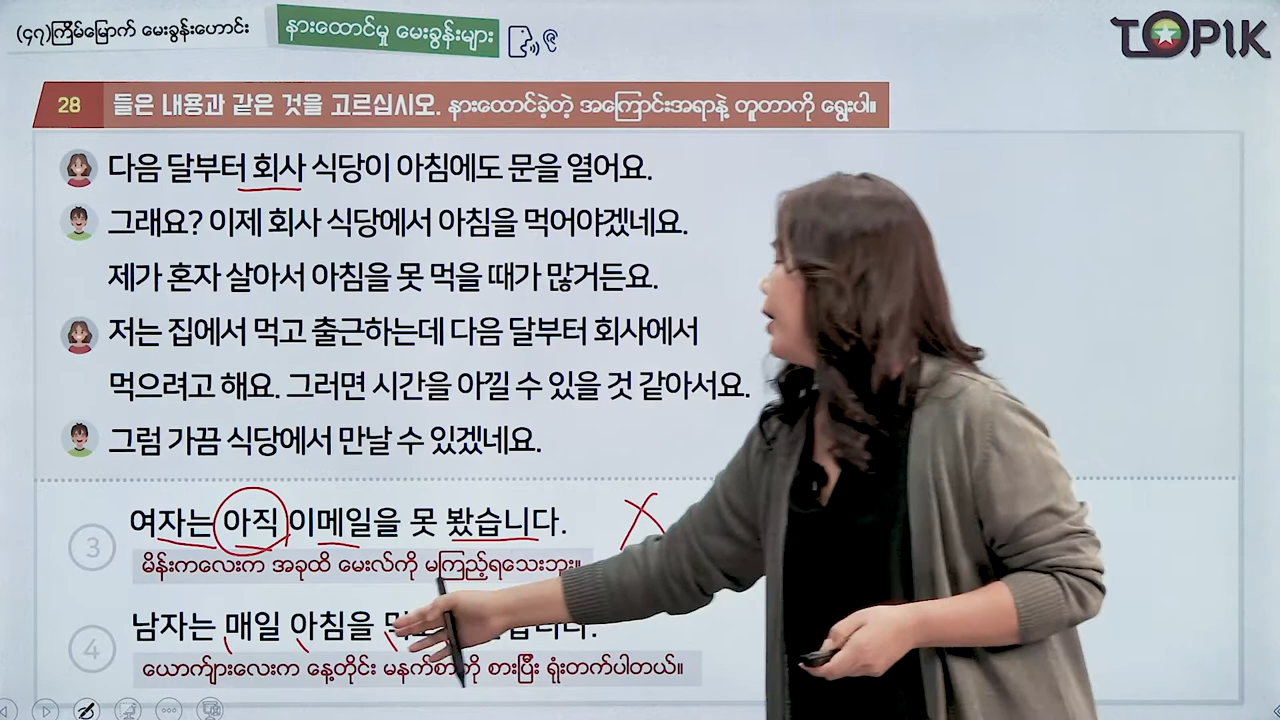 (၄၇)ကြိမ်မြောက် မေးခွန်းဟောင်း
နားထောင်မှု မေးခွန်းများ
TOPIK
28 들은 내용과 같은 것을 고르십시오. နားထောင်ခဲ့တဲ့ အကြောင်းအရာနဲ့ တူတာကို ရွေးပါ။
다음 달부터 회사 식당이 아침에도 문을 열어요.
그래요? 이제 회사 식당에서 아침을 먹어야겠네요.
제가 혼자 살아서 아침을 못 먹을 때가 많거든요.
저는 집에서 먹고 출근하는데 다음 달부터 회사에서
먹으려고 해요. 그러면 시간을 아낄 수 있을 것 같아서요.
그럼 가끔 식당에서 만날 수 있겠네요.
3 여자는 아직 이메일을 못 봤습니다.
မိန်းကလေးက အခုထိ မေးလ်ကို မကြည့်ရသေးဘူး။
4 남자는 매일 아침을
ယောက်ျားလေးက နေ့တိုင်း မနက်စာကို စားပြီး ရုံးတက်ပါတယ်။